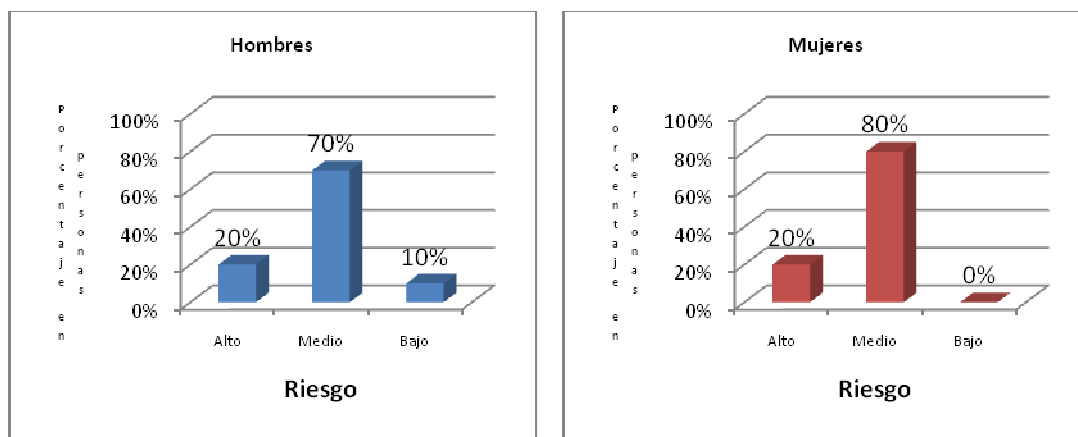 Hombres
Porcentaje en
Personas
100%
80%
60%
40%
20%
0%
20%
70%
10%
Alto Medio Bajo
Riesgo
Mujeres
Porcentaje en
Personas
100%
80%
60%
40%
20%
0%
20%
80%
0%
Alto Medio Bajo
Riesgo